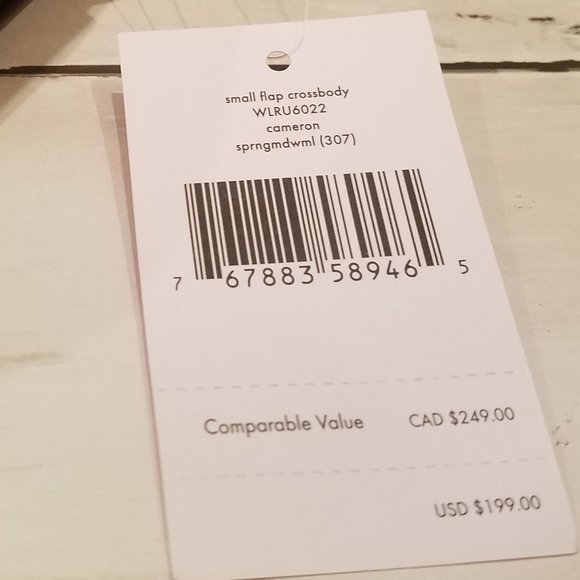 small flap crossbody
WLRU6022
cameron
sprngmdwml (307)
7 67883 58946 5
Comparable Value CAD $249.00
USD $199.00